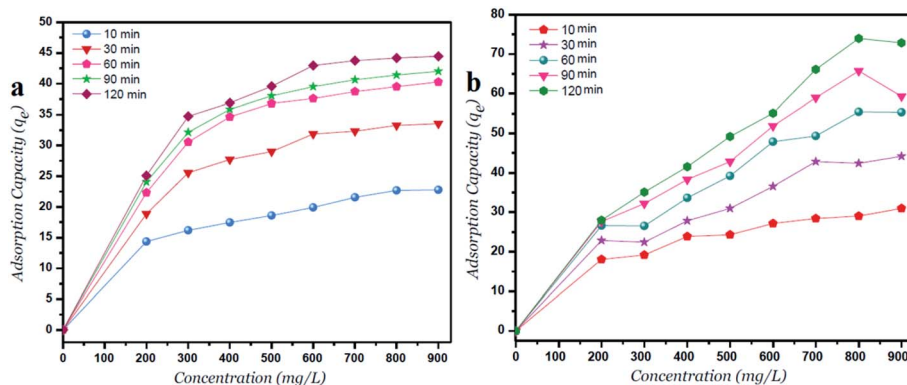 a
Adsorption Capacity (qe)
50
45
40
35
30
25
20
15
10
5
0
10 min
30 min
60 min
90 min
120 min
0 200 300 400 500 600 700 800 900
Concentration (mg/L)
b
Adsorption Capacity (qe)
80
70
60
50
40
30
20
10
0
10 min
30 min
60 min
90 min
120 min
0 200 300 400 500 600 700 800 900
Concentration (mg/L)